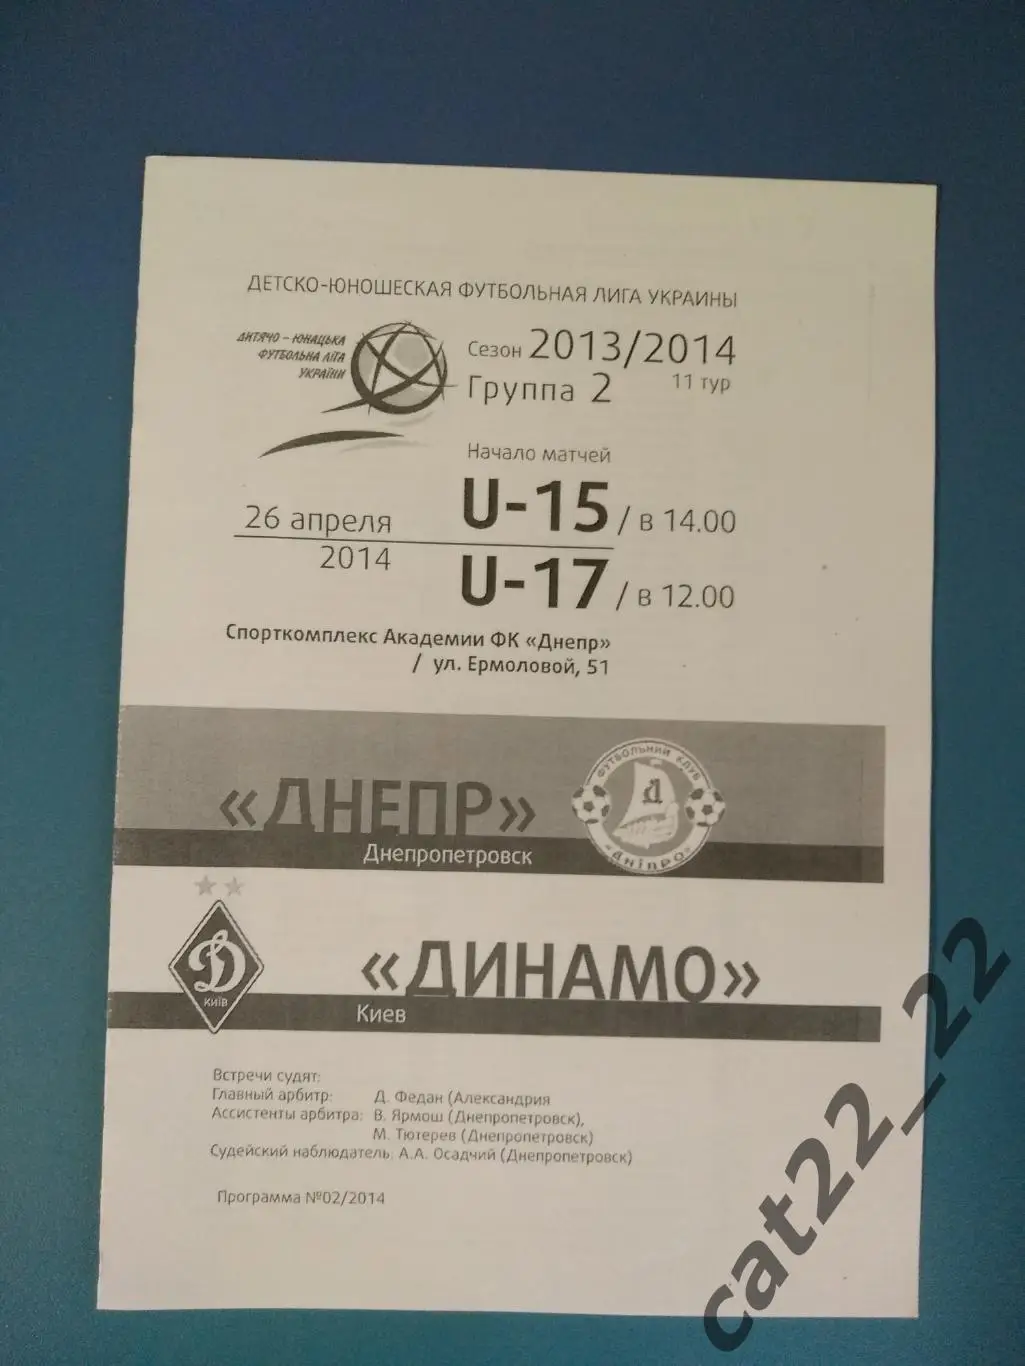 ДЕТСКО-ЮНОШЕСКАЯ ФУТБОЛЬНАЯ ЛИГА УКРАИНЫ
ДИТЯЧО – ЮНАЦЬКА
ФУТБОЛЬНА ЛІГА
УКРАЇНИ
Сезон 2013/2014
Группа 2 11 тур
Начало матчей
26 апреля
2014
U-15 / в 14.00
U-17 / в 12.00
Спорткомплекс Академии ФК «Днепр»
/ ул. Ермоловой, 51
«ДНЕПР»
Днепропетровск
ФУТБОЛЬНИЙ КЛУБ
Д
«Дніпро»
Д
КИЇВ
«ДИНАМО»
Киев
Встречи судят:
Главный арбитр: Д. Федан (Александрия
Ассистенты арбитра: В. Ярмош (Днепропетровск),
М. Тютерев (Днепропетровск)
Судейский наблюдатель: А.А. Осадчий (Днепропетровск)
Программа №02/2014
cat22_22